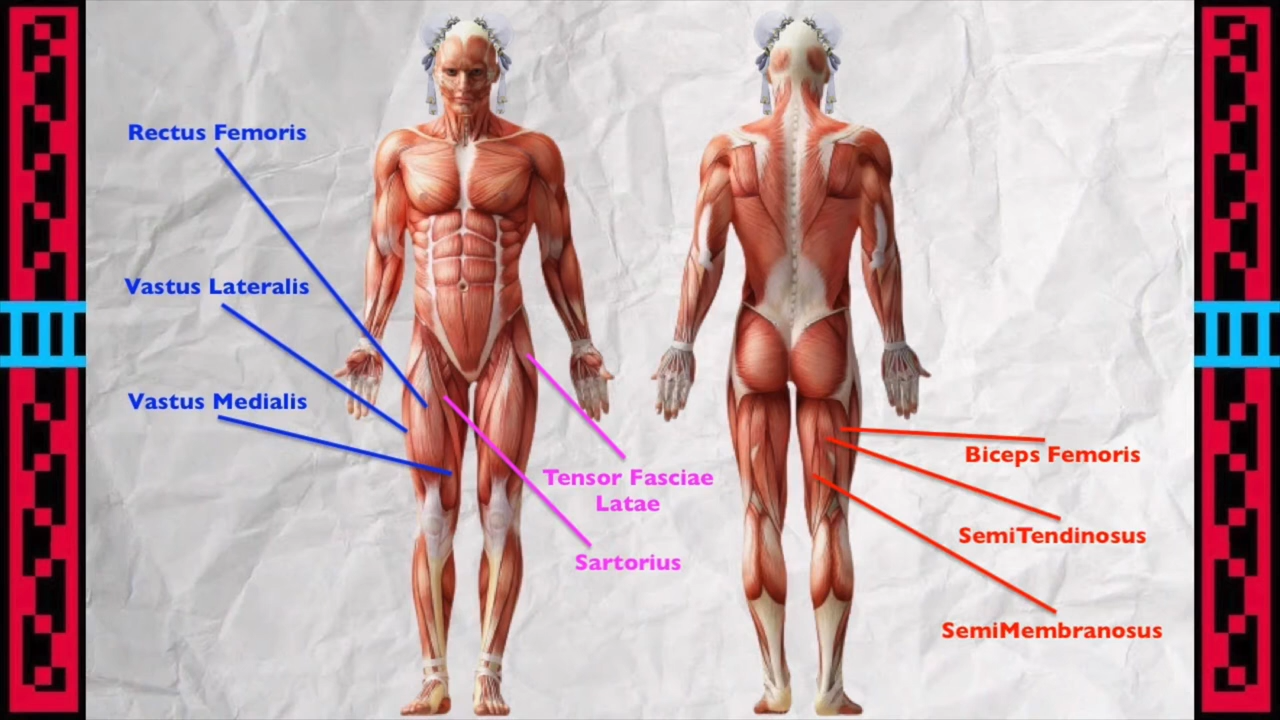 Rectus Femoris
Vastus Lateralis
Vastus Medialis
Tensor Fasciae
Latae
Sartorius
Biceps Femoris
SemiTendinosus
SemiMembranosus